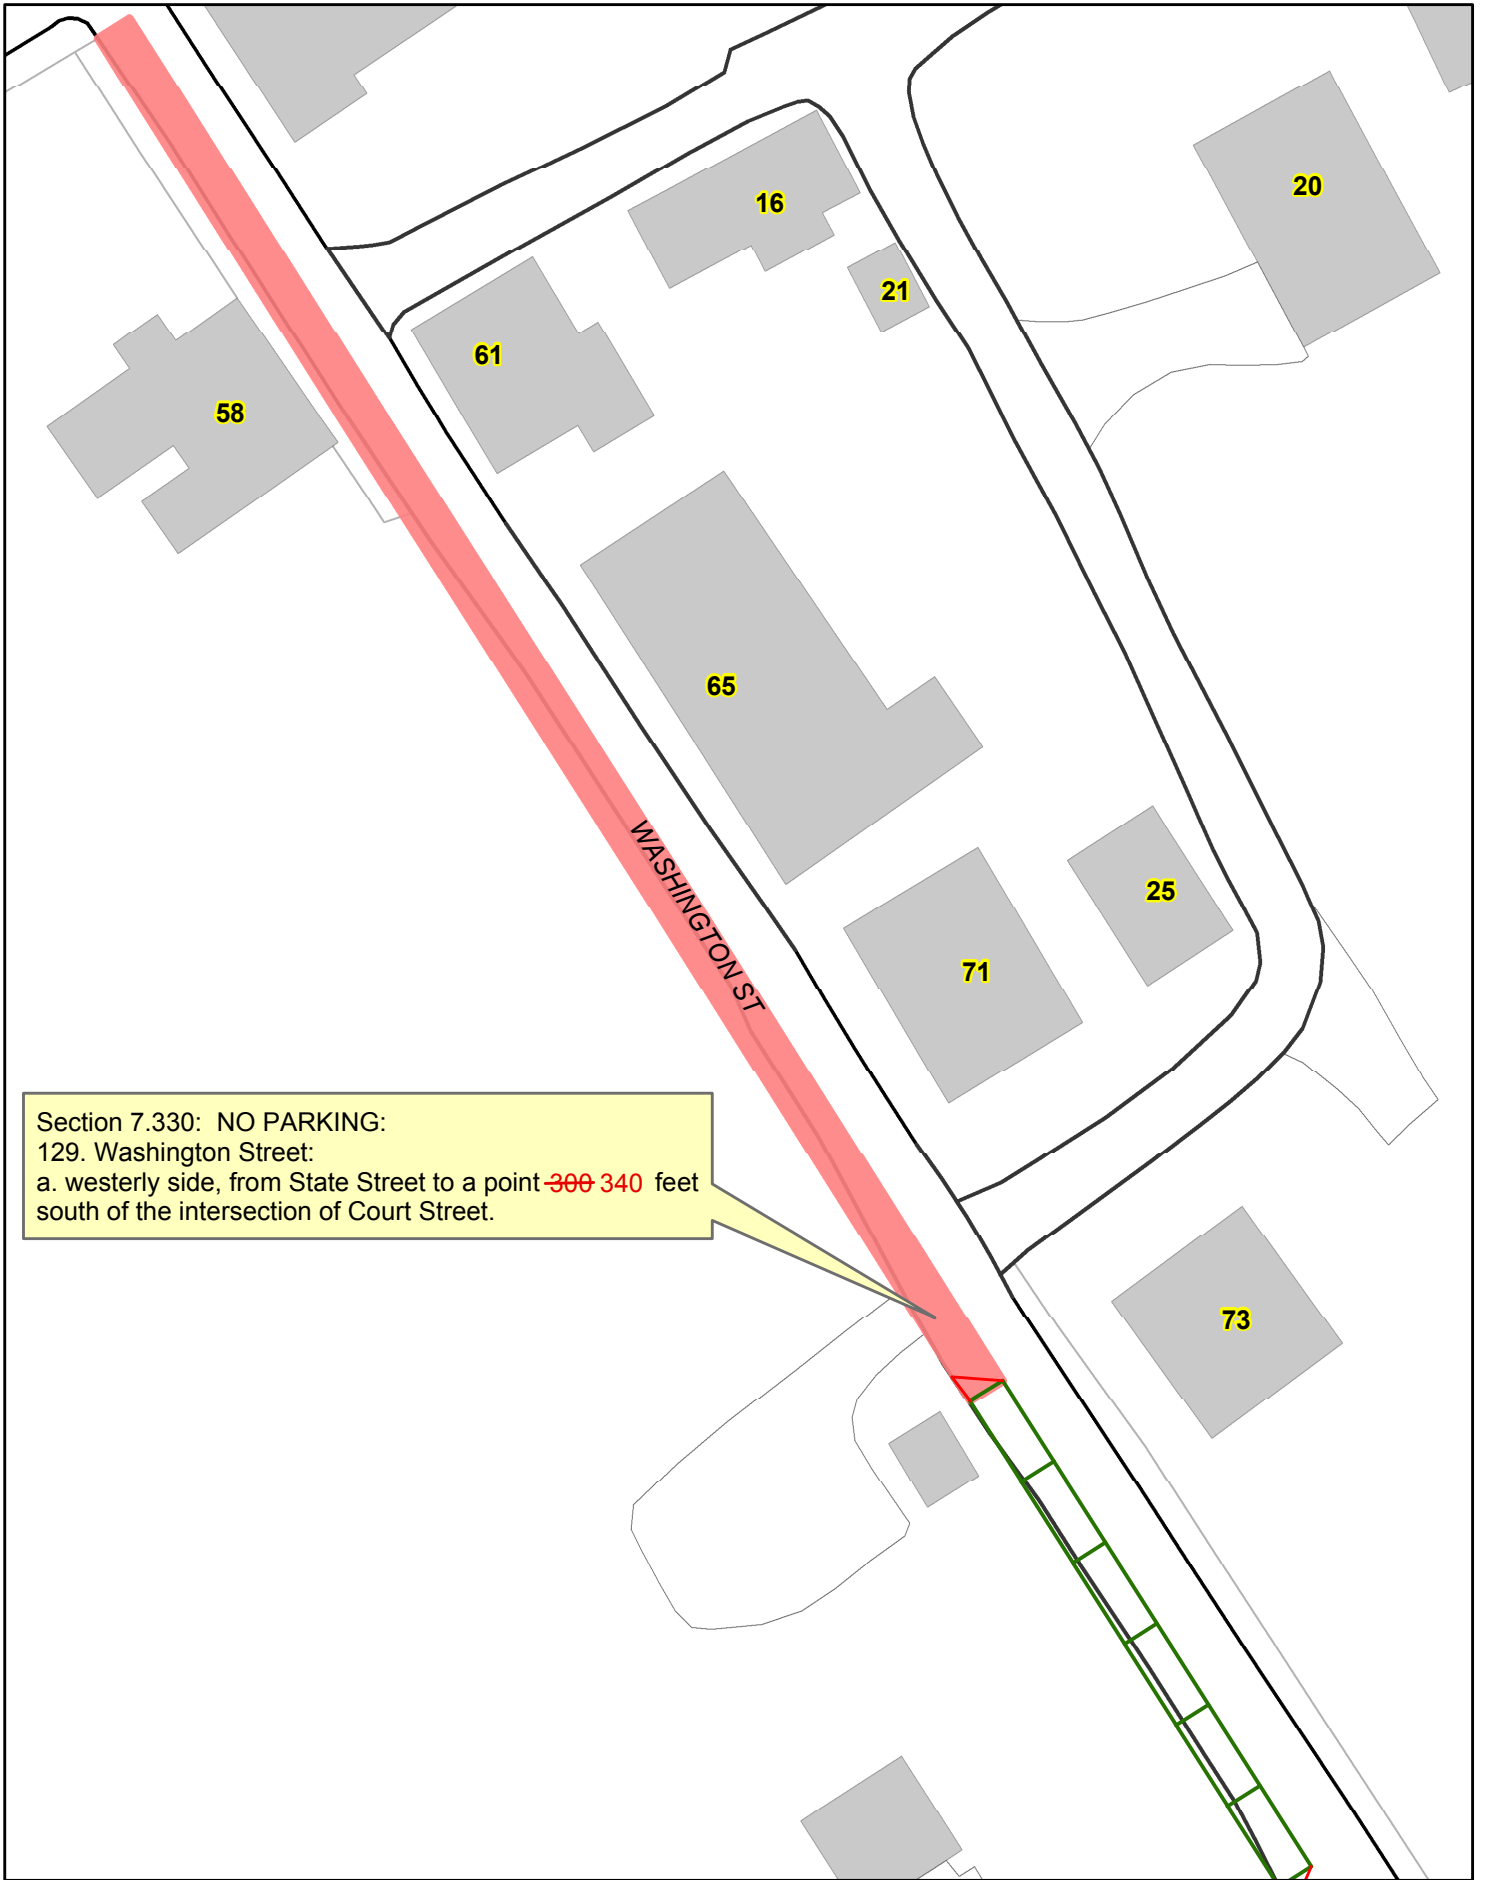 20
16
21
61
58
65
WASHINGTON ST
25
71
Section 7.330: NO PARKING:
129. Washington Street:
a. westerly side, from State Street to a point 300 340 feet
south of the intersection of Court Street.
73